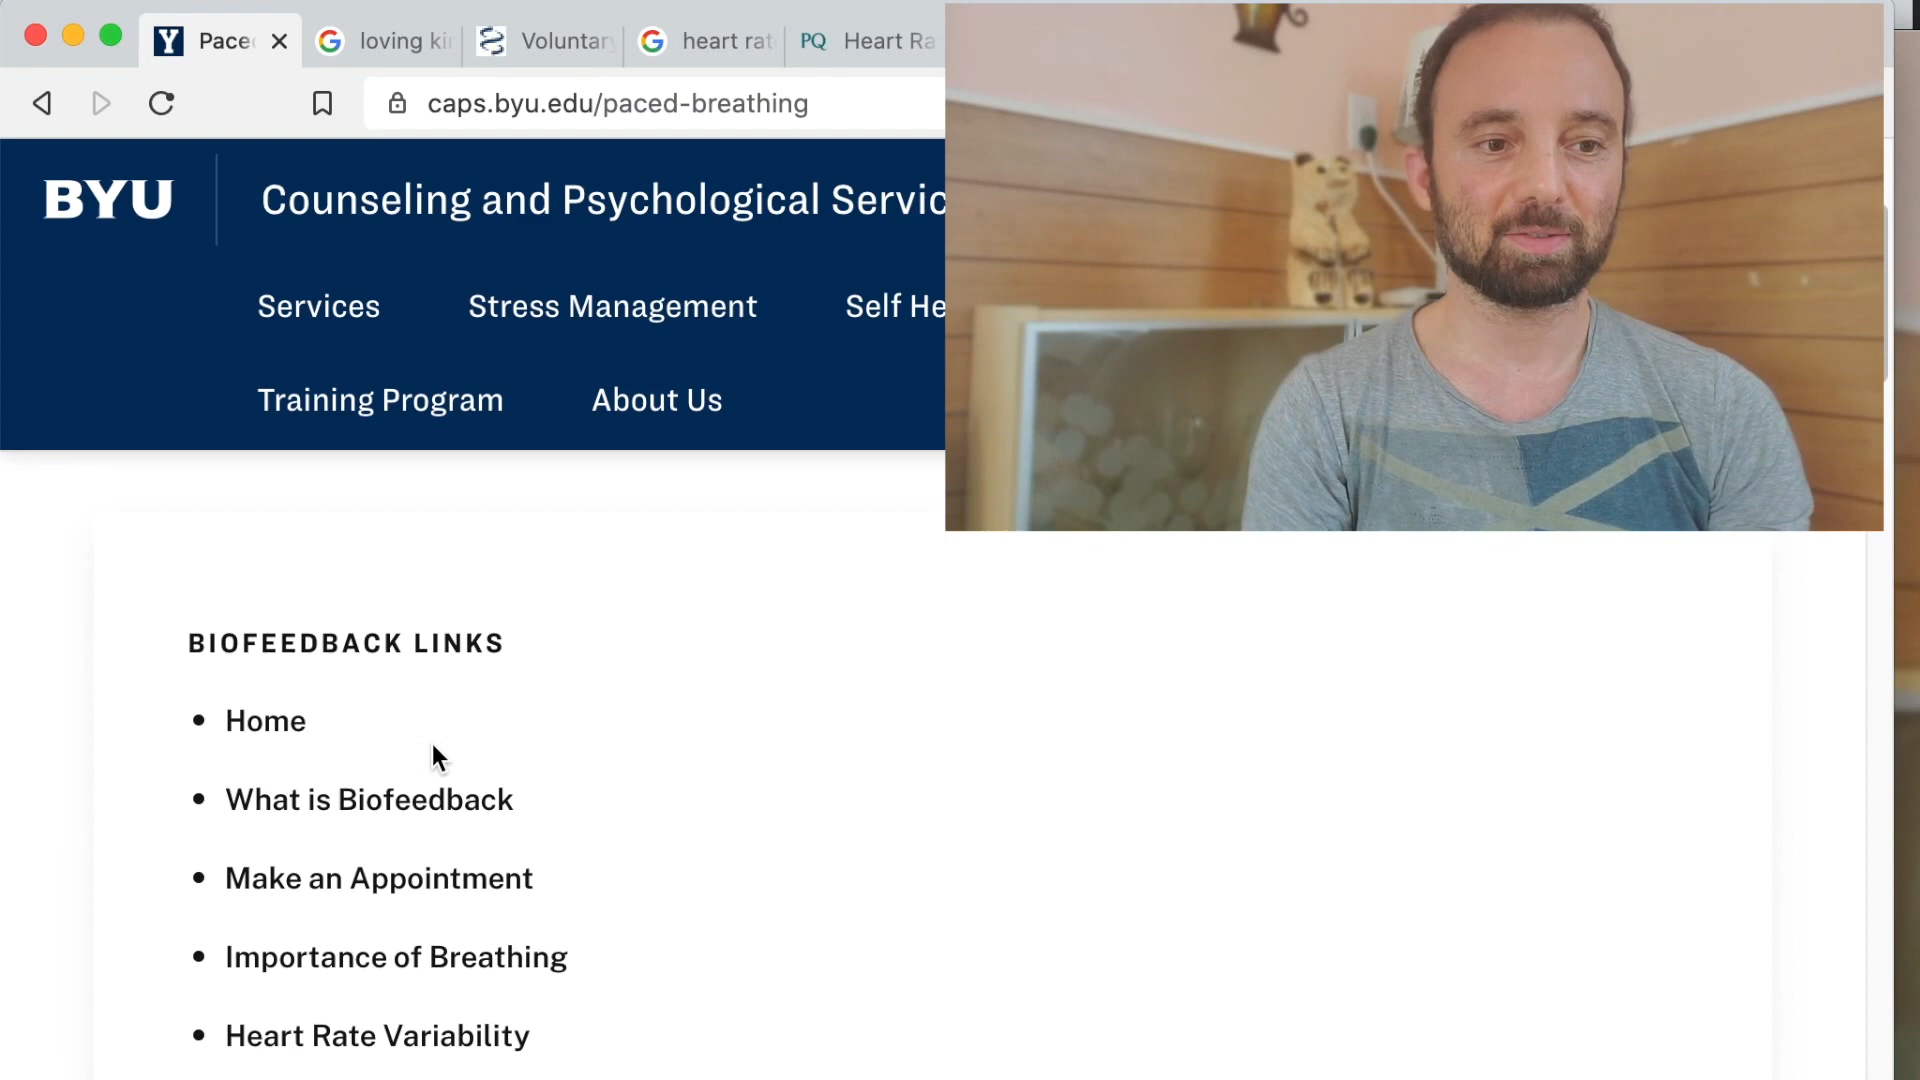 Pace
loving ki
Voluntar
heart rat
PQ Heart Ra
caps.byu.edu/paced-breathing
BYU Counseling and Psychological Servic
Services Stress Management Self He
Training Program About Us
BIOFEEDBACK LINKS
Home
What is Biofeedback
Make an Appointment
Importance of Breathing
Heart Rate Variability